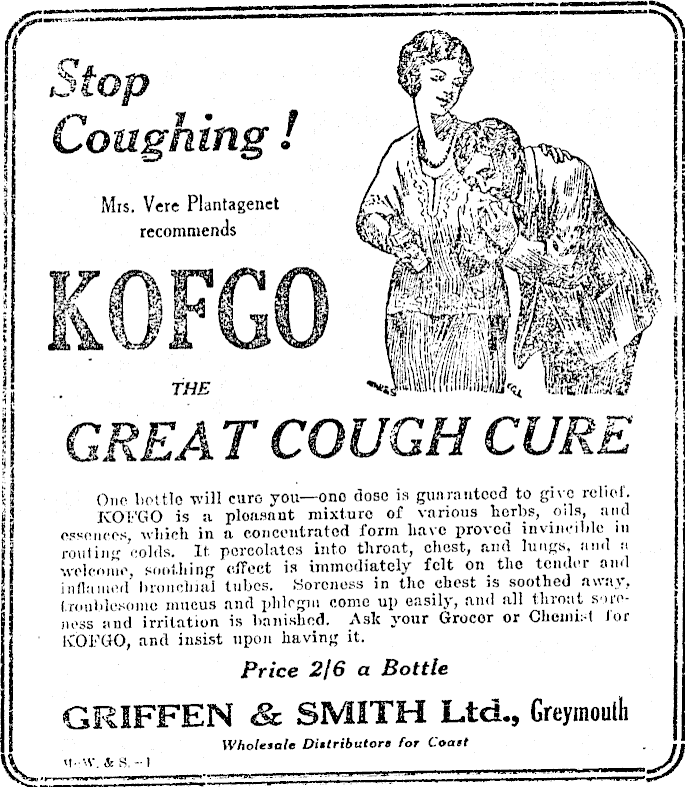 Stop
Coughing!
Mrs. Vere Plantagenet
recommends
KOFGO
THE
GREAT COUGH CURE
One bottle will cure you—one dose is guaranteed to give relief.
KOFGO is a pleasant mixture of various herbs, oils, and
essences, which in a concentrated form have proved invincible in
routing colds. It percolates into throat, chest, and lungs, and a
welcome, soothing effect is immediately felt on the tender and
inflamed bronchial tubes. Soreness in the chest is soothed away,
troublesome mucus and phlegm come up easily, and all throat sore-
ness and irritation is banished. Ask your Grocer or Chemist for
KOFGO, and insist upon having it.
Price 2/6 a Bottle
GRIFFEN & SMITH Ltd., Greymouth
Wholesale Distributors for Coast
W. & S.—1